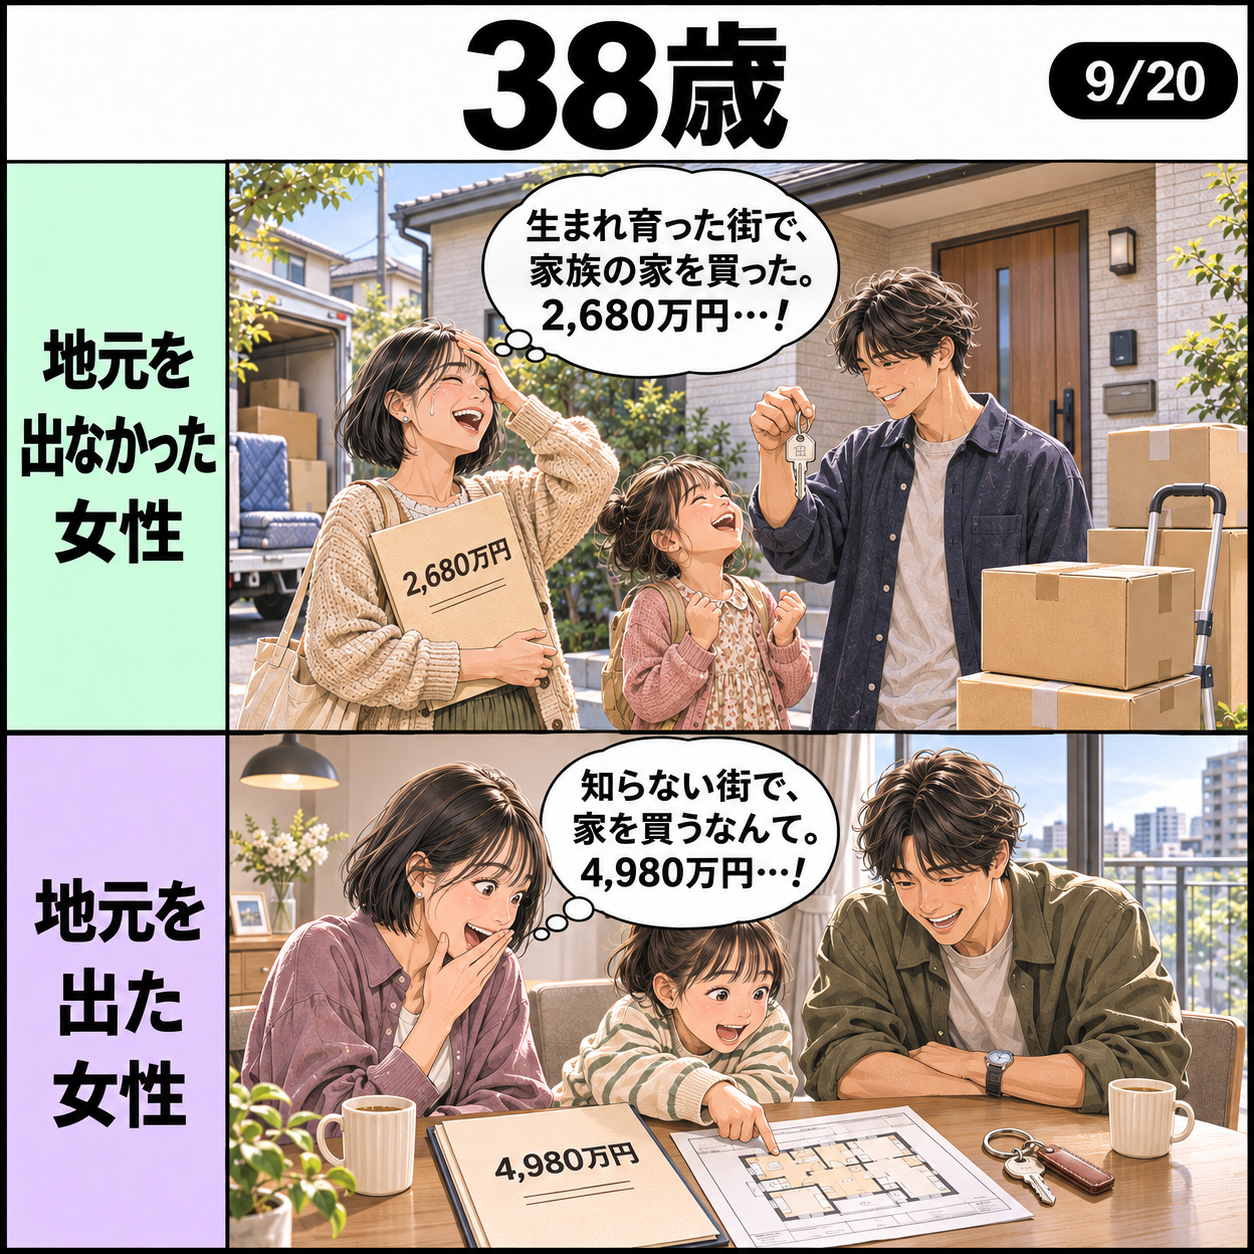 38歳
9/20
地元を
出なかった
女性
生まれ育った街で、
家族の家を買った。
2,680万円…！
2,680万円
地元を
出た
女性
知らない街で、
家を買うなんて。
4,980万円…！
4,980万円